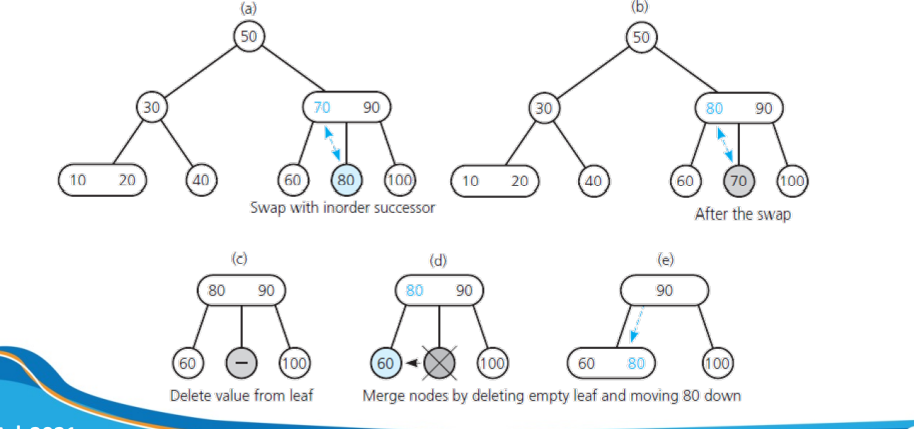 (a) (b)
50 50
30 70 90 30 80 90
10 20 40 60 80 100 10 20 40 60 70 100
Swap with inorder successor
After the swap
(c) (d) (e)
80 90 80 90 90
60 – 100 60 100 60 80 100
Delete value from leaf Merge nodes by deleting empty leaf and moving 80 down